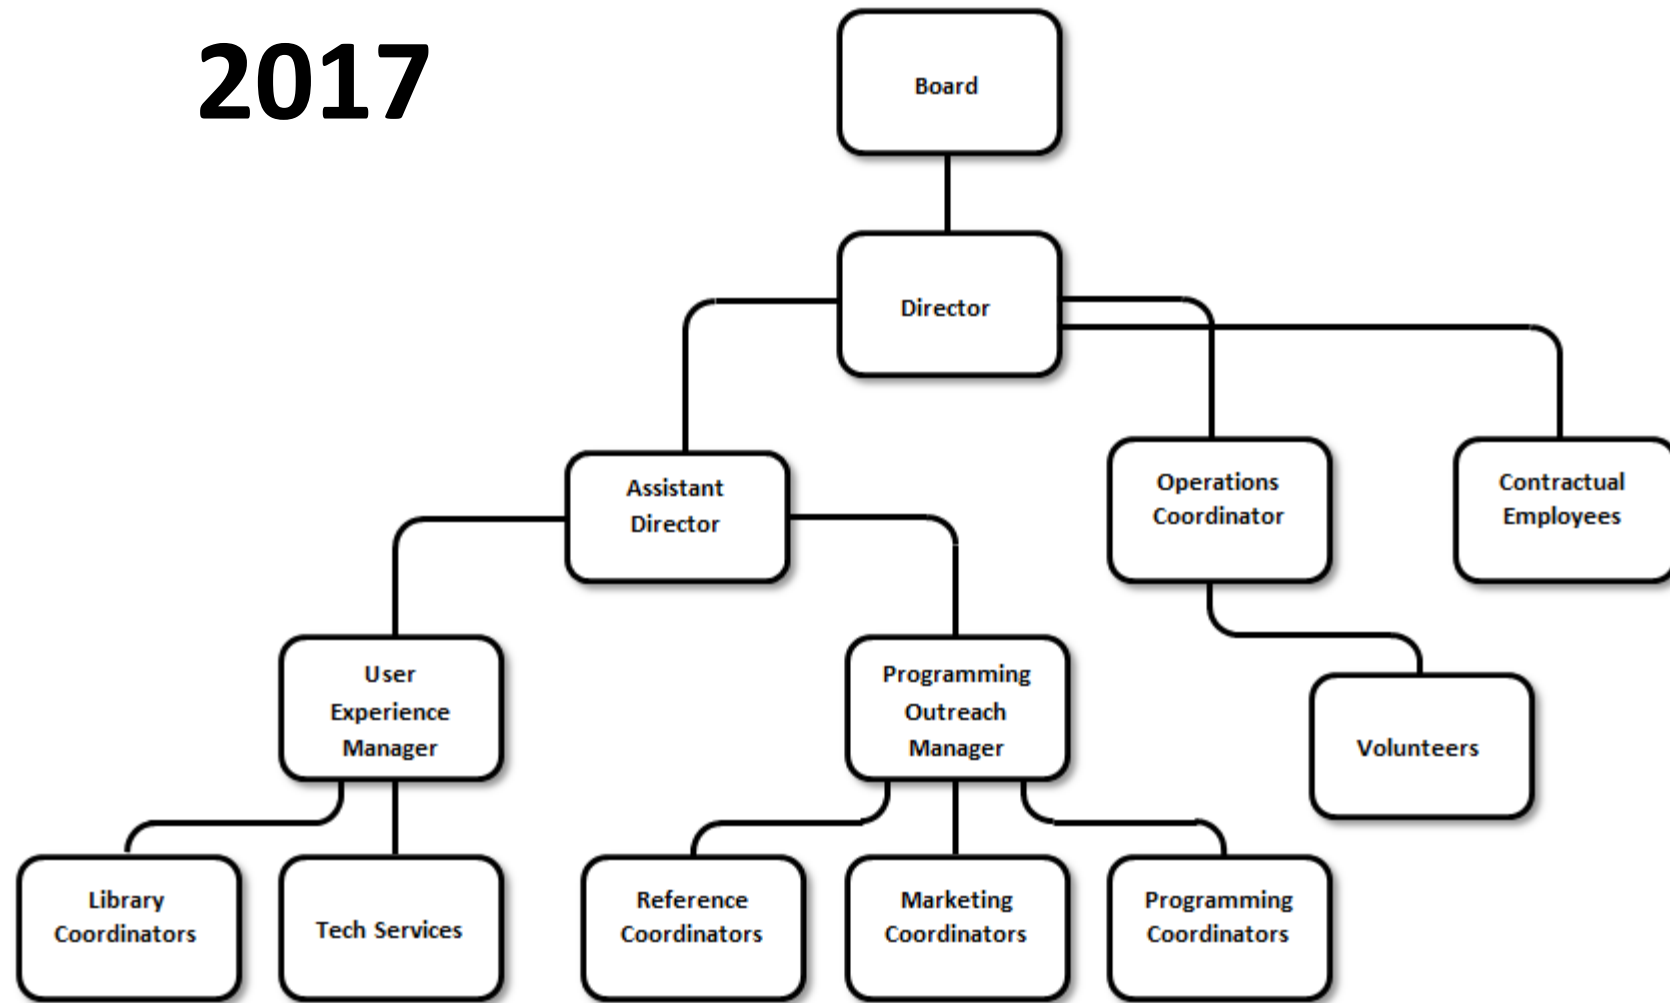 2017
Board
Director
Assistant
Director
Operations
Coordinator
Contractual
Employees
User
Experience
Manager
Programming
Outreach
Manager
Volunteers
Library
Coordinators
Tech Services
Reference
Coordinators
Marketing
Coordinators
Programming
Coordinators